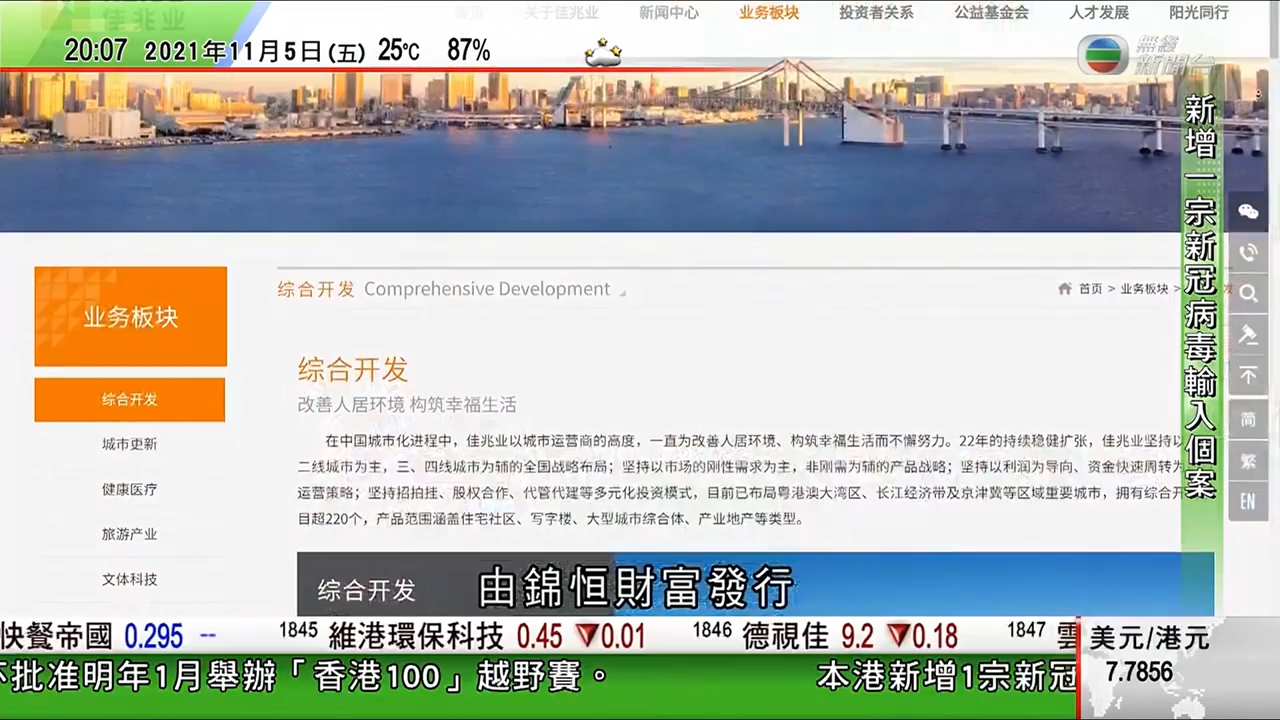 佳兆业
关于佳兆业 新闻中心 业务板块 投资者关系 公益基金会 人才发展 阳光同行
20:07 2021年11月5日(五) 25℃ 87%
無綫
新聞台
新增一宗新冠病毒輸入個案
业务板块
综合开发
城市更新
健康医疗
旅游产业
文体科技
综合开发 Comprehensive Development
首页 > 业务板块 >
综合开发
改善人居环境 构筑幸福生活
在中国城市化进程中，佳兆业以城市运营商的高度，一直为改善人居环境、构筑幸福生活而不懈努力。22年的持续稳健扩张，佳兆业坚持以
二线城市为主，三、四线城市为辅的全国战略布局；坚持以市场的刚性需求为主，非刚需为辅的产品战略；坚持以利润为导向、资金快速周转为
运营策略；坚持招拍挂、股权合作、代管代建等多元化投资模式，目前已布局粤港澳大湾区、长江经济带及京津冀等区域重要城市，拥有综合开
目超220个，产品范围涵盖住宅社区、写字楼、大型城市综合体、产业地产等类型。
简
繁
EN
综合开发
由錦恒財富發行
快餐帝國 0.295 -- 1845 維港環保科技 0.45 ▼0.01 1846 德視佳 9.2 ▼0.18 1847
批准明年1月舉辦「香港100」越野賽。 本港新增1宗新冠
美元/港元
7.7856